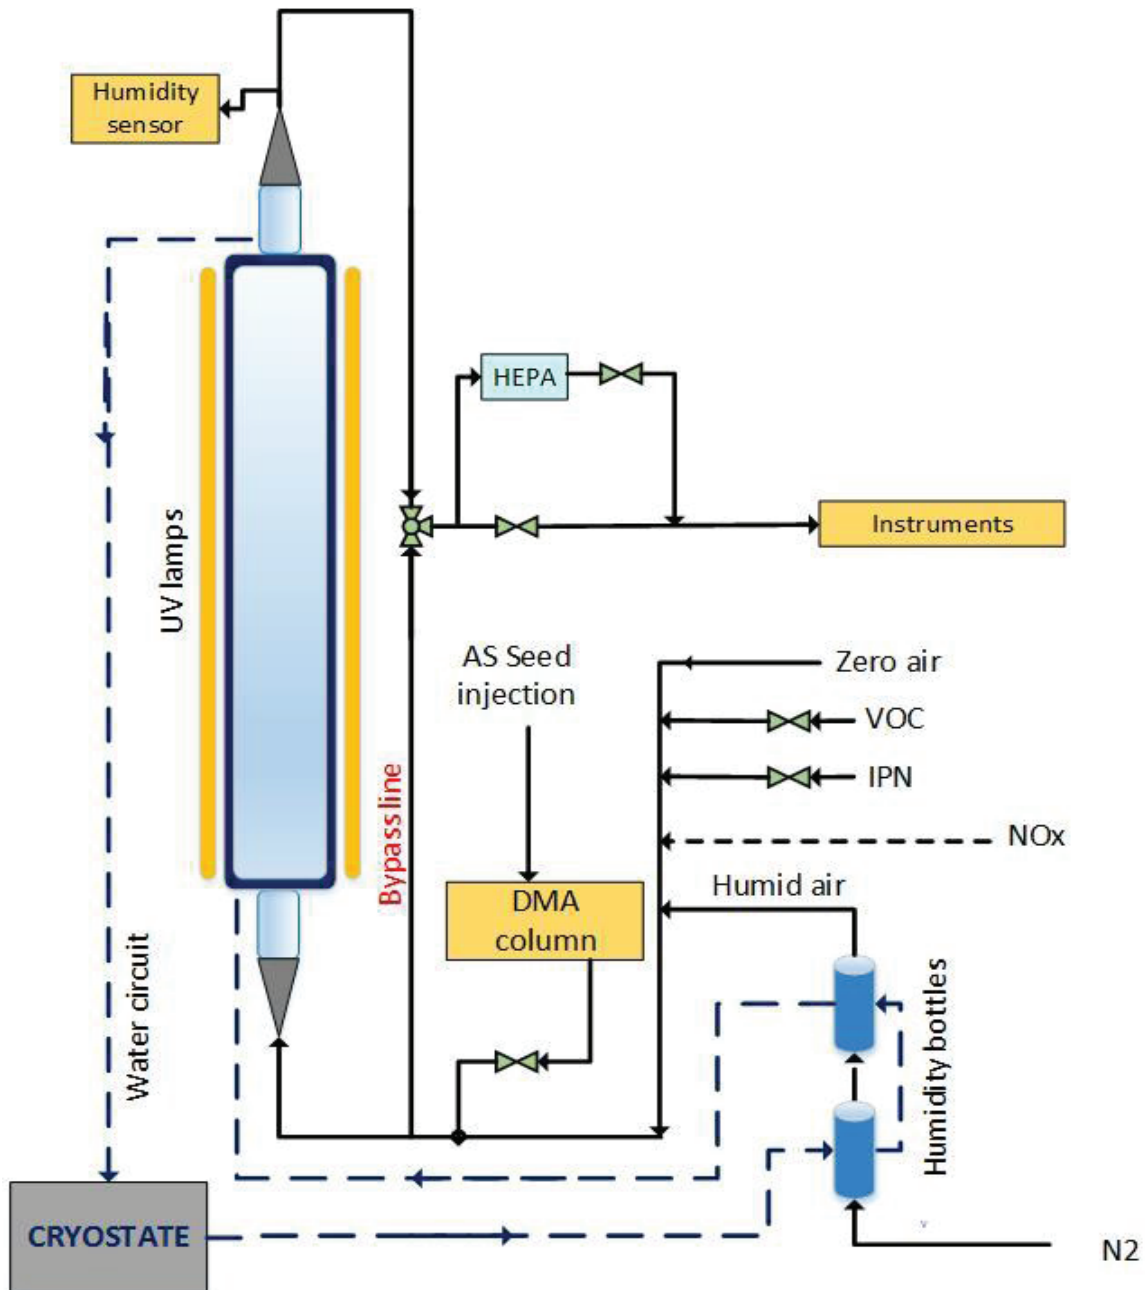 Humidity
sensor
HEPA
Instruments
UV lamps
AS Seed
injection
Zero air
VOC
IPN
NOx
Bypass line
DMA
column
Humid air
Humidity bottles
Water circuit
CRYOSTATE
N2
v